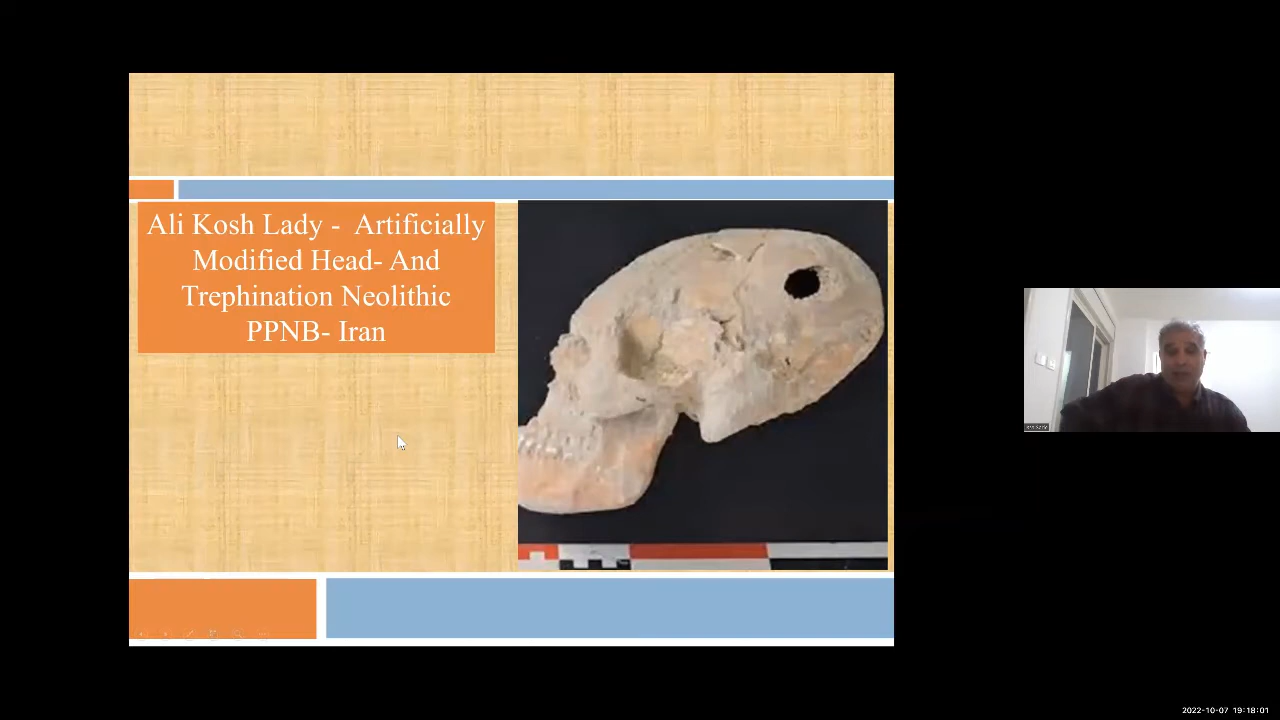 Ali Kosh Lady -  Artificially
Modified Head- And
Trephination Neolithic
PPNB- Iran
2022-10-07 19:18:01